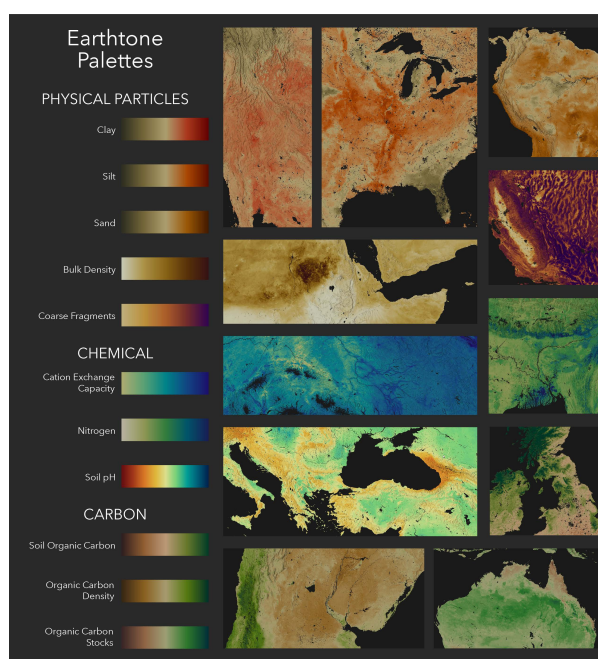 Earthtone
Palettes
PHYSICAL PARTICLES
Clay
Silt
Sand
Bulk Density
Coarse Fragments
CHEMICAL
Cation Exchange
Capacity
Nitrogen
Soil pH
CARBON
Soil Organic Carbon
Organic Carbon
Density
Organic Carbon
Stocks